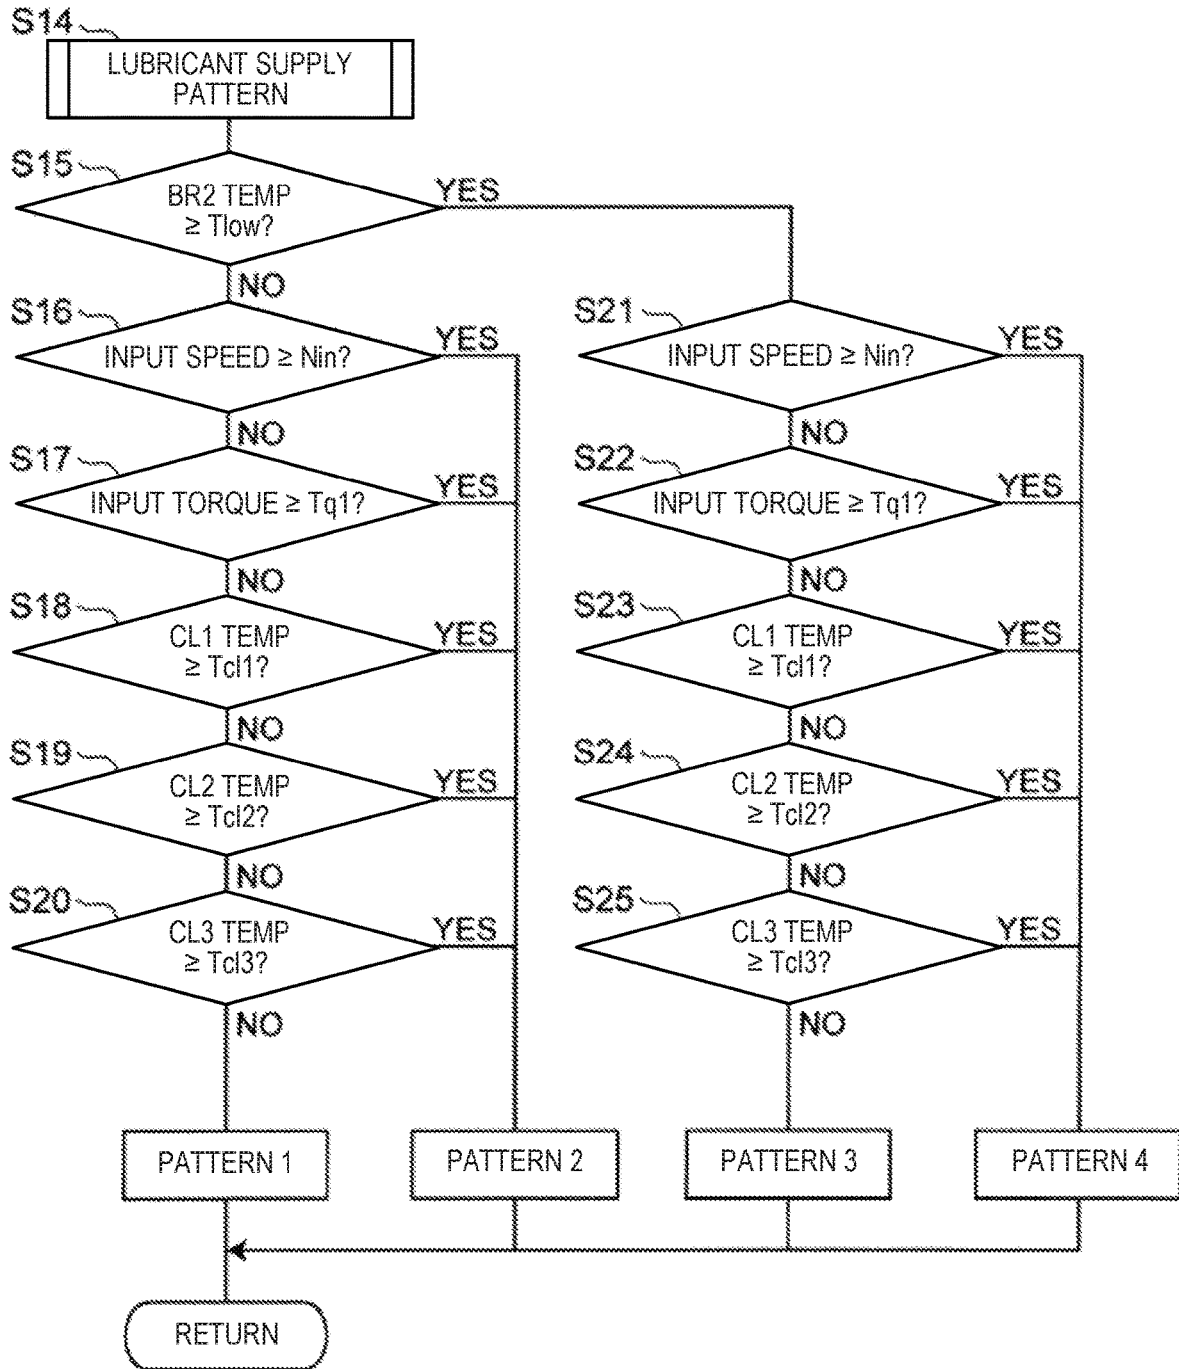 S14
LUBRICANT SUPPLY
PATTERN
S15
BR2 TEMP
≥ Tlow?
YES
NO
S16
INPUT SPEED ≥ Nin?
YES
NO
S21
INPUT SPEED ≥ Nin?
YES
NO
S17
INPUT TORQUE ≥ Tq1?
YES
NO
S22
INPUT TORQUE ≥ Tq1?
YES
NO
S18
CL1 TEMP
≥ Tcl1?
YES
NO
S23
CL1 TEMP
≥ Tcl1?
YES
NO
S19
CL2 TEMP
≥ Tcl2?
YES
NO
S24
CL2 TEMP
≥ Tcl2?
YES
NO
S20
CL3 TEMP
≥ Tcl3?
YES
NO
S25
CL3 TEMP
≥ Tcl3?
YES
NO
PATTERN 1
PATTERN 2
PATTERN 3
PATTERN 4
RETURN